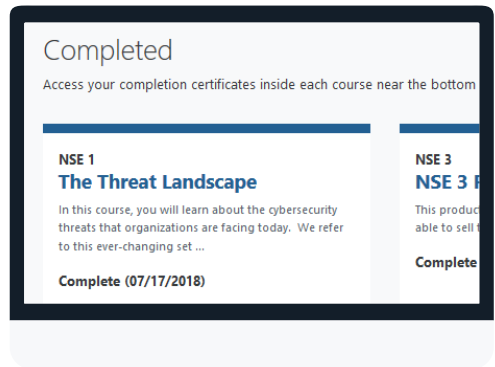 Completed
Access your completion certificates inside each course near the bottom
NSE 1
The Threat Landscape
In this course, you will learn about the cybersecurity
threats that organizations are facing today. We refer
to this ever-changing set ...
Complete (07/17/2018)
NSE 3
NSE 3
This product
able to sell
Complete